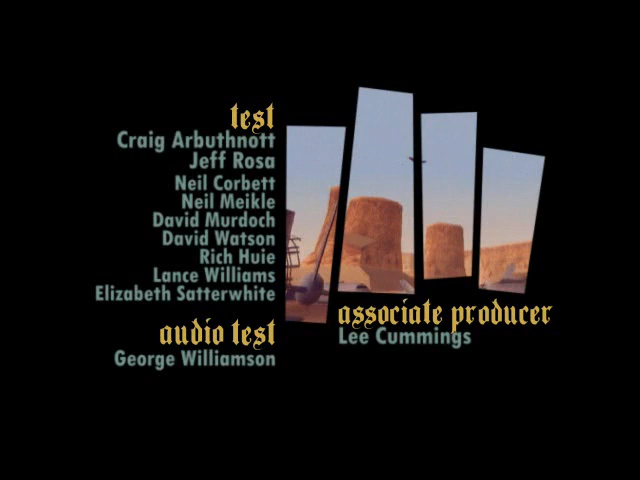 test
Craig Arbuthnott
Jeff Rosa
Neil Corbett
Neil Meikle
David Murdoch
David Watson
Rich Huie
Lance Williams
Elizabeth Satterwhite
audio test
George Williamson
associate producer
Lee Cummings